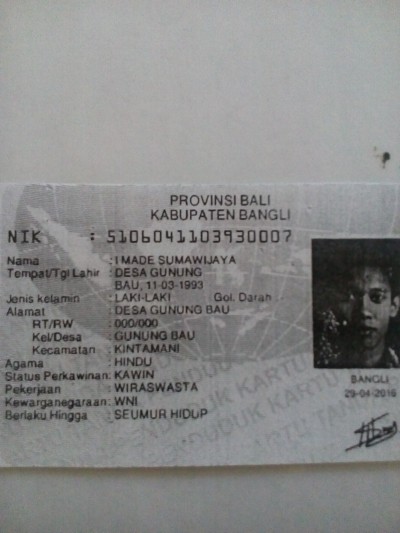 PROVINSI BALI
KABUPATEN BANGLI
NIK : 5106041103930007
Nama : I MADE SUMAWIJAYA
Tempat/Tgl Lahir : DESA GUNUNG
BAU, 11-03-1993
Jenis kelamin : LAKI-LAKI Gol. Darah :
Alamat : DESA GUNUNG BAU
RT/RW : 000/000
Kel/Desa : GUNUNG BAU
Kecamatan : KINTAMANI
Agama : HINDU
Status Perkawinan: KAWIN
Pekerjaan : WIRASWASTA
Kewarganegaraan: WNI
Berlaku Hingga : SEUMUR HIDUP
BANGLI
29-04-2016